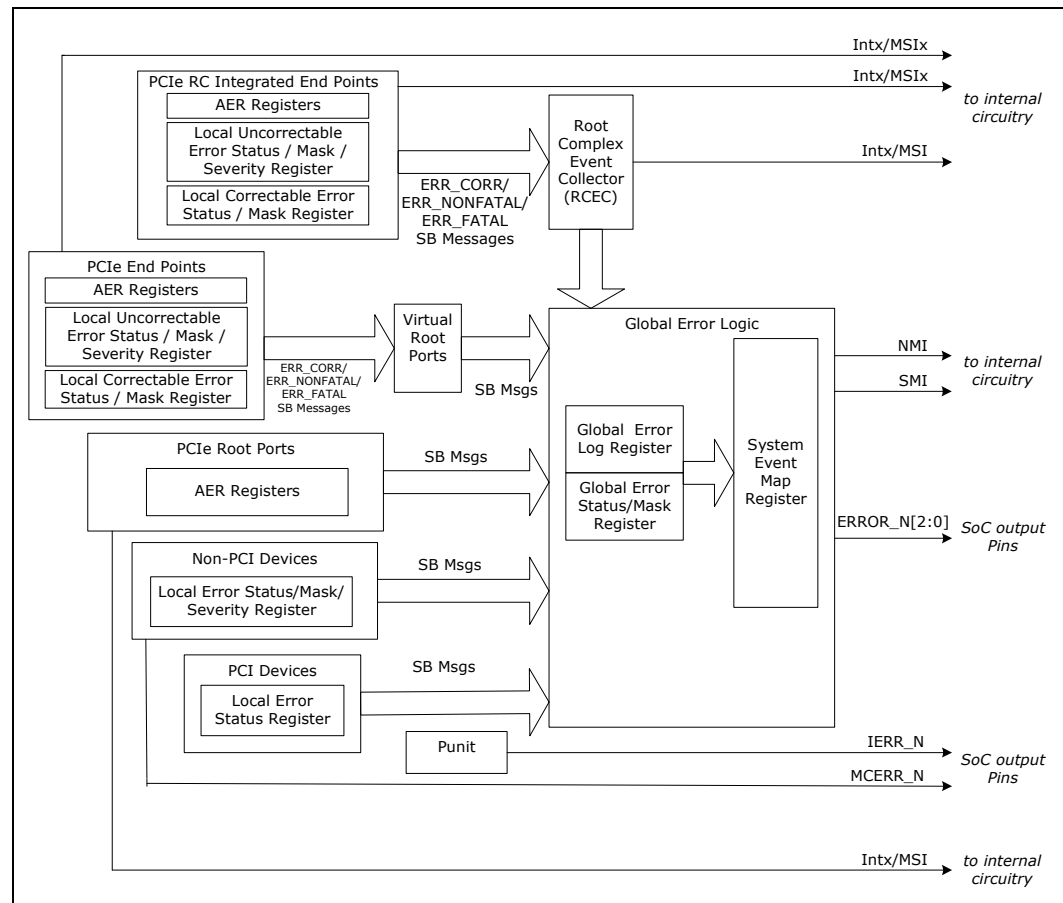 Intx/MSIx
PCIe RC Integrated End Points
Intx/MSIx
AER Registers
to internal
circuitry
Local Uncorrectable
Error Status / Mask /
Severity Register
Root
Complex
Event
Collector
(RCEC)
Intx/MSI
Local Correctable Error
Status / Mask Register
ERR_CORR/
ERR_NONFATAL/
ERR_FATAL
SB Messages
PCIe End Points
AER Registers
Local Uncorrectable
Error Status / Mask /
Severity Register
Local Correctable Error
Status / Mask Register
ERR_CORR/
ERR_NONFATAL/
ERR_FATAL
SB Messages
Virtual
Root
Ports
SB Msgs
Global Error Logic
NMI
SMI
to internal
circuitry
Global Error
Log Register
Global Error
Status/Mask
Register
System
Event
Map
Register
PCIe Root Ports
AER Registers
SB Msgs
ERROR_N[2:0]
SoC output
Pins
Non-PCI Devices
Local Error Status/Mask/
Severity Register
SB Msgs
PCI Devices
Local Error
Status Register
SB Msgs
Punit
IERR_N
MCERR_N
SoC output
Pins
Intx/MSI
to internal
circuitry